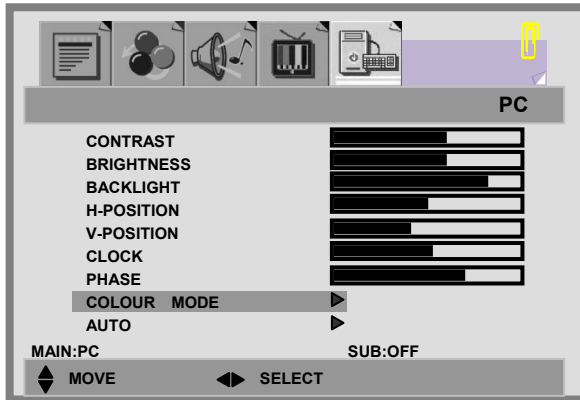 PC
CONTRAST
BRIGHTNESS
BACKLIGHT
H-POSITION
V-POSITION
CLOCK
PHASE
COLOUR MODE
AUTO
MAIN:PC SUB:OFF
MOVE SELECT